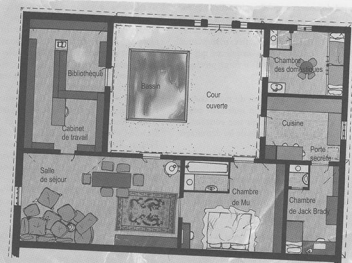 Bibliothèque
Bassin
Cour
ouverte
Chambre
des domestiques
Cuisine
Porte
secrète
Cabinet
de travail
Salle
de séjour
Chambre
de Mu
Chambre
de Jack Brady